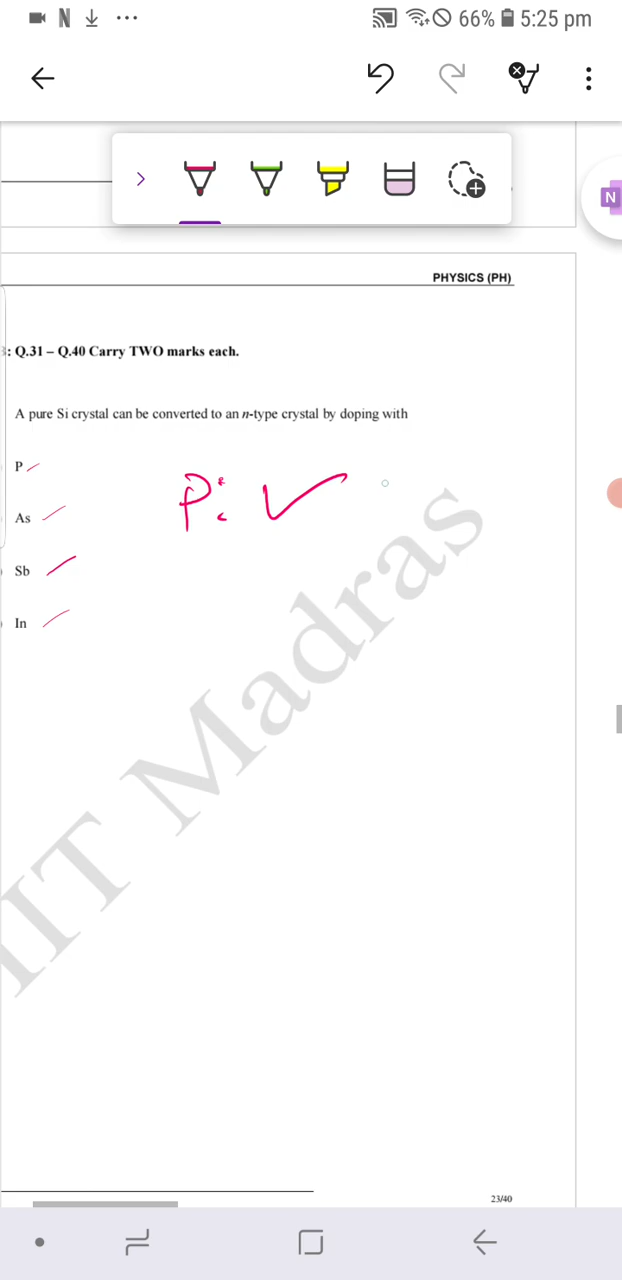 N 66% 5:25 pm
N
PHYSICS (PH)
: Q.31 – Q.40 Carry TWO marks each.
A pure Si crystal can be converted to an n-type crystal by doping with
P
P:
As
Sb
In
IIT Madras
23/40